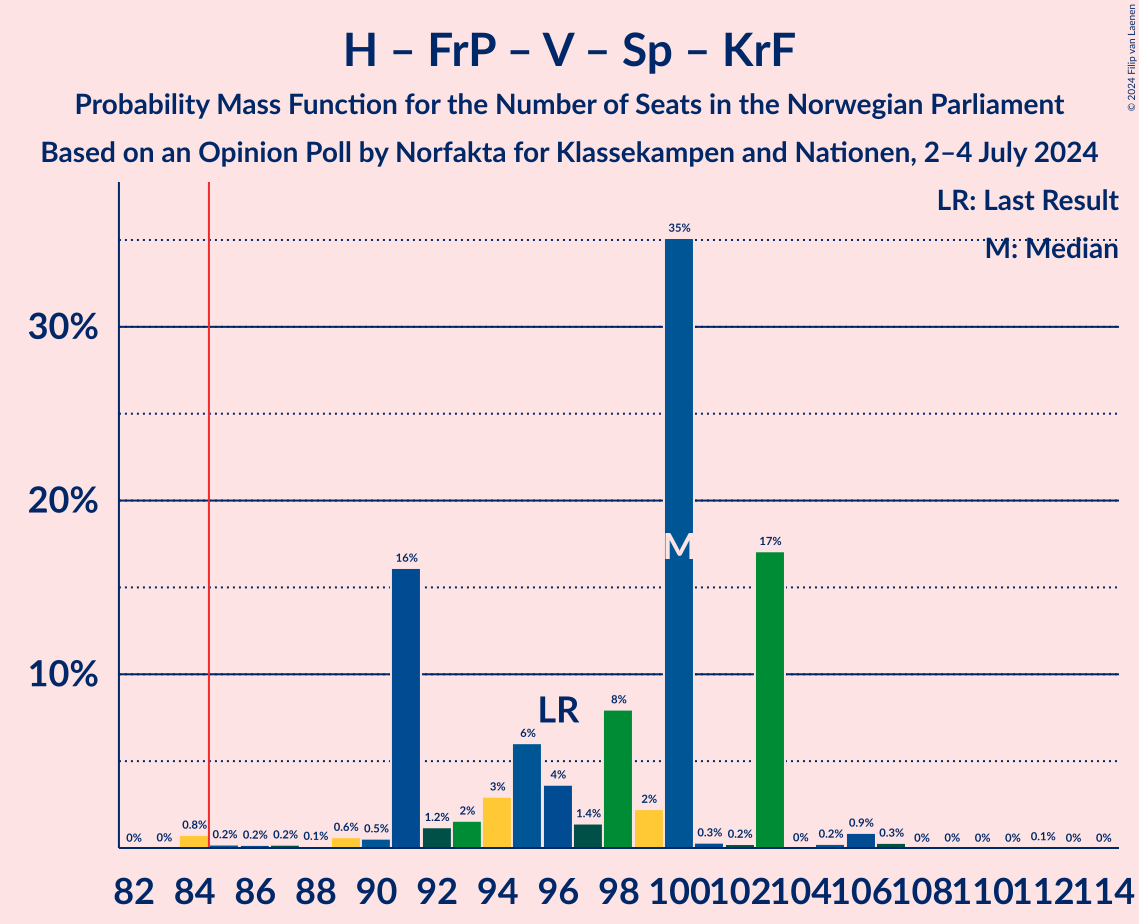 H – FrP – V – Sp – KrF
Probability Mass Function for the Number of Seats in the Norwegian Parliament
Based on an Opinion Poll by Norfakta for Klassekampen and Nationen, 2–4 July 2024
© 2024 Filip van Laenen
LR: Last Result
M: Median
35%
30%
20%
10%
16%
17%
M
LR
8%
6%
4%
3%
2%
2%
1.4%
1.2%
0% 0% 0.8% 0.2% 0.2% 0.2% 0.1% 0.6% 0.5%
0.3% 0.2% 0% 0.2% 0.9% 0.3% 0% 0% 0% 0% 0.1% 0% 0%
82 84 86 88 90 92 94 96 98 100 102 104 106 108 110 112 114